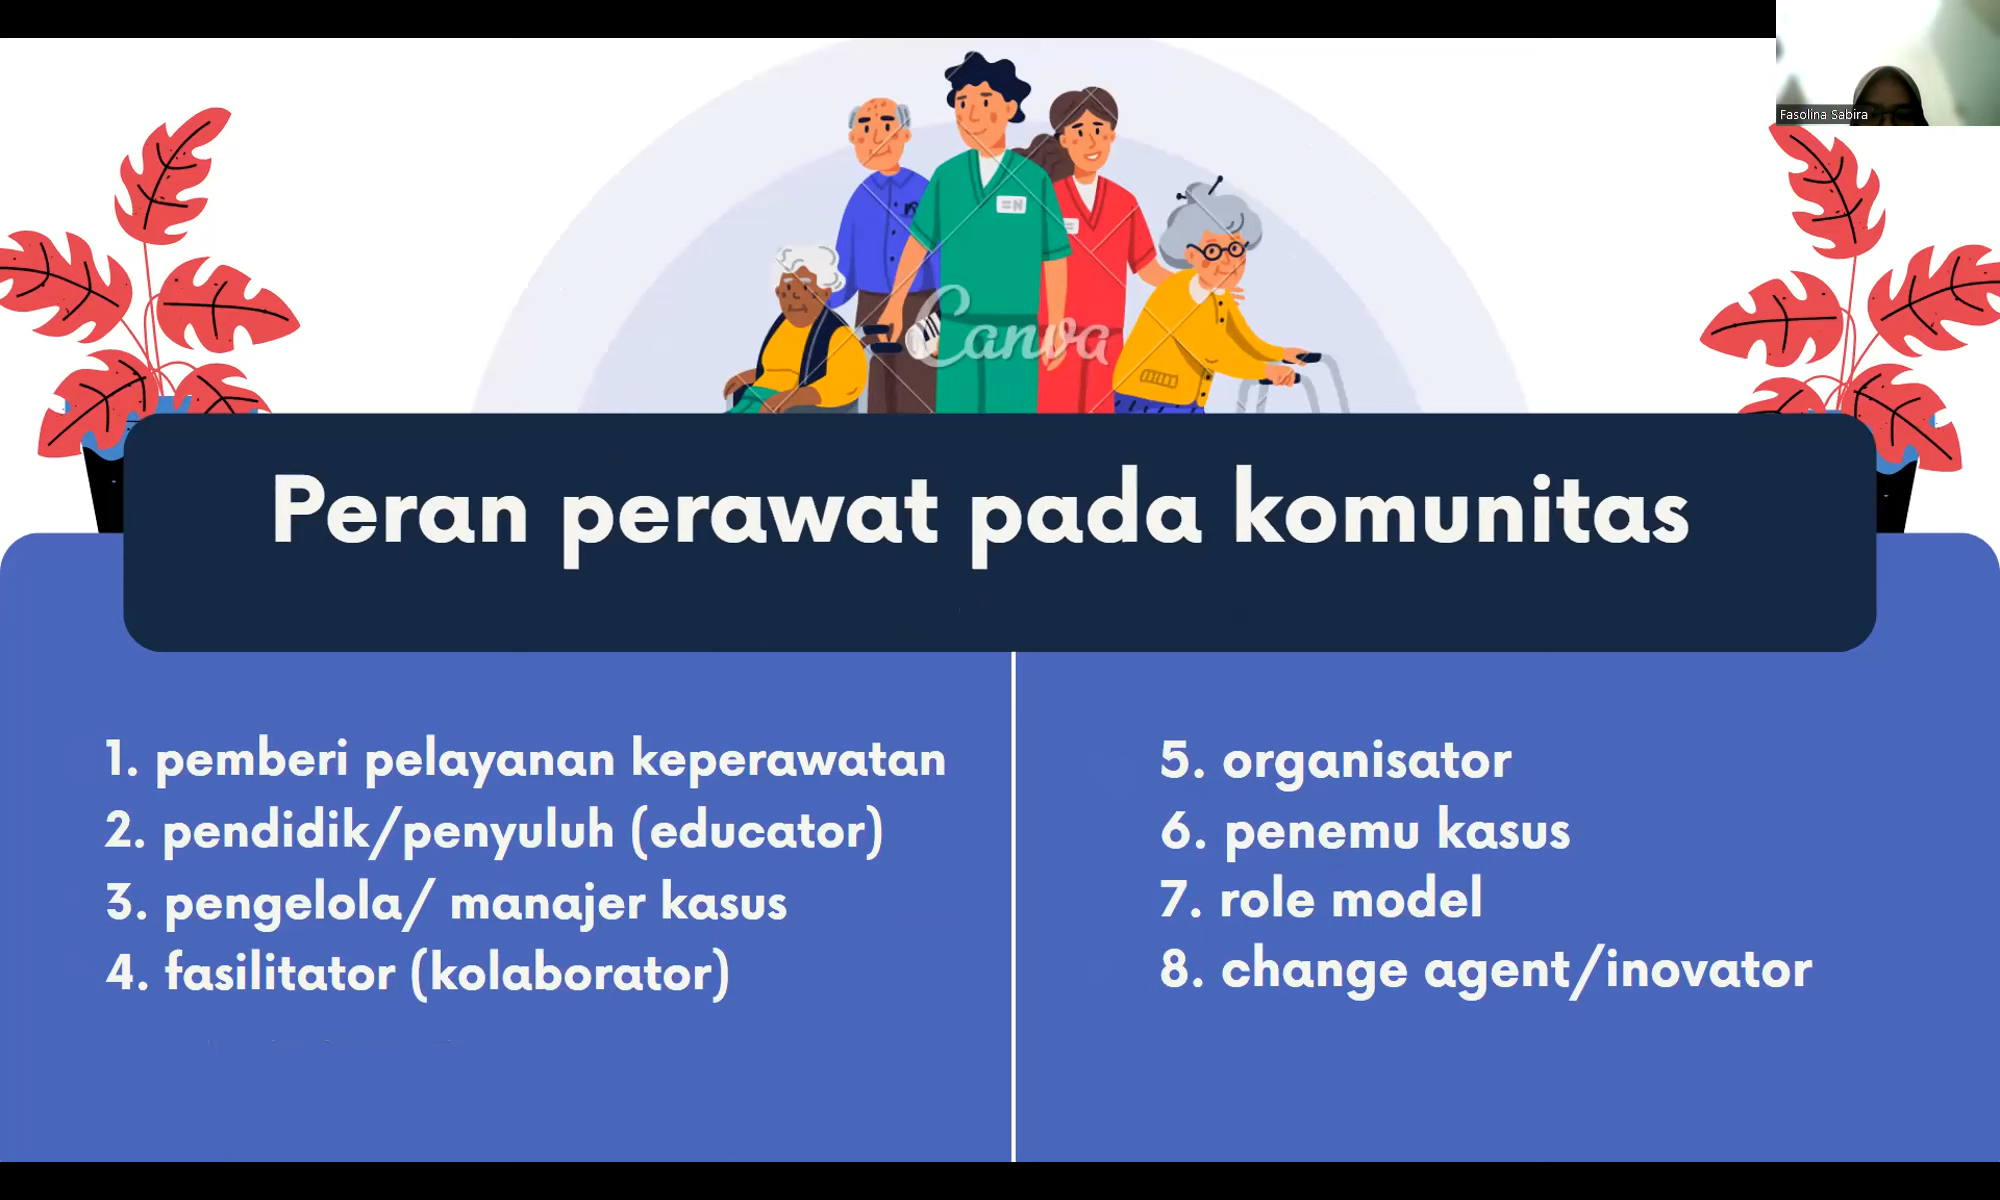 Fasolina Sabira
Canva
Peran perawat pada komunitas
1. pemberi pelayanan keperawatan
2. pendidik/penyuluh (educator)
3. pengelola/ manajer kasus
4. fasilitator (kolaborator)
5. organisator
6. penemu kasus
7. role model
8. change agent/inovator